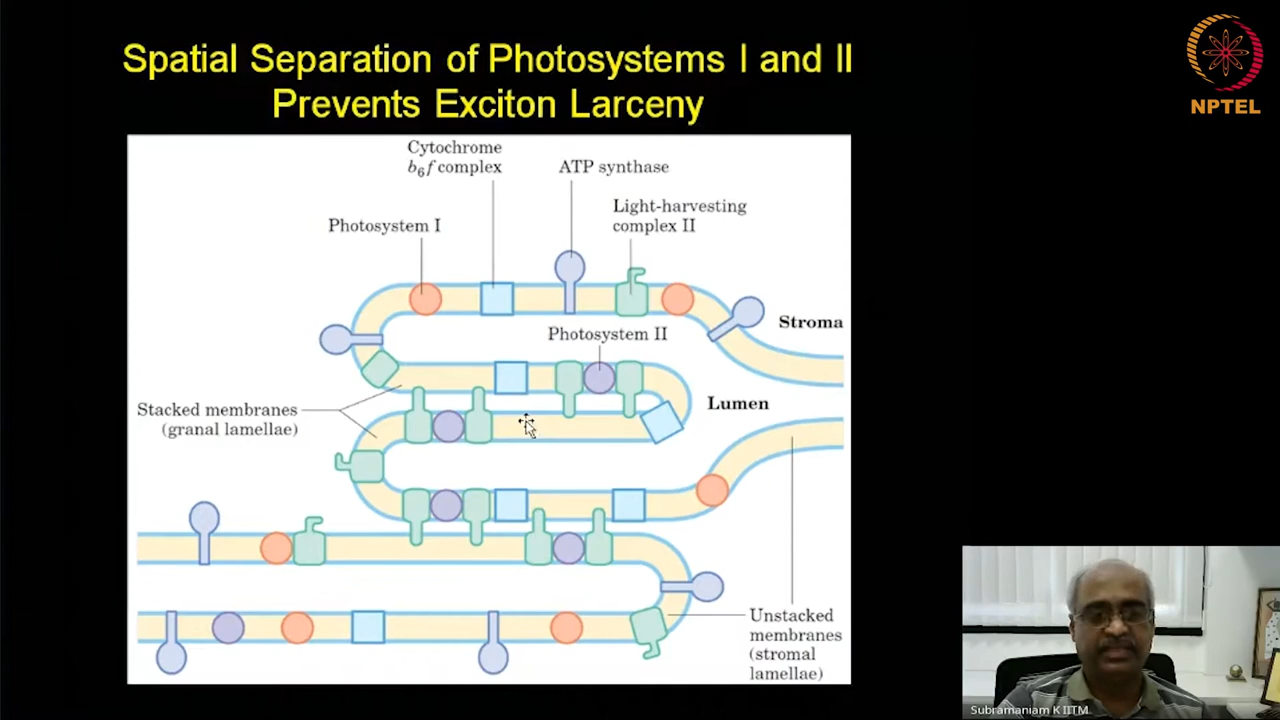 Spatial Separation of Photosystems I and II
Prevents Exciton Larceny
NPTEL
Cytochrome
b6f complex
ATP synthase
Light-harvesting
complex II
Photosystem I
Stroma
Photosystem II
Lumen
Stacked membranes
(granal lamellae)
Unstacked
membranes
(stromal
lamellae)
Subramaniam K IITM